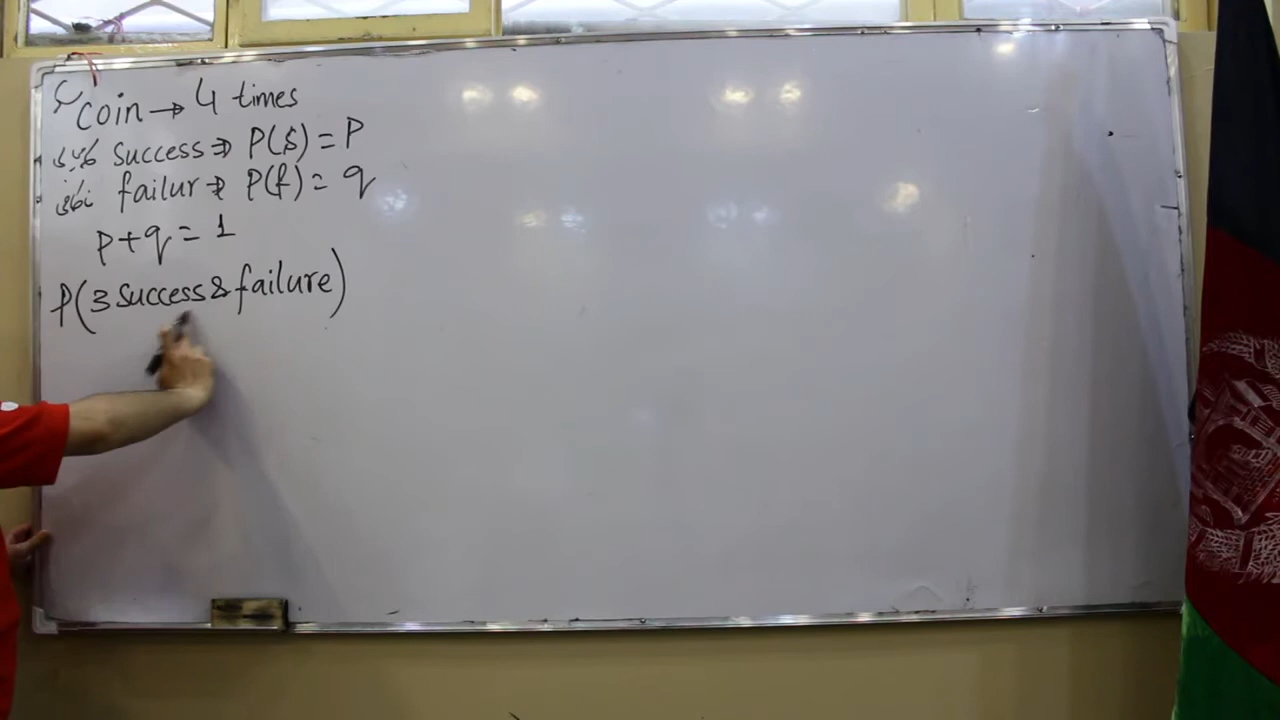 coin → 4 times
success ⇒ P(s) = P
failur → P(f) = q
P + q = 1
P(3 success & failure)